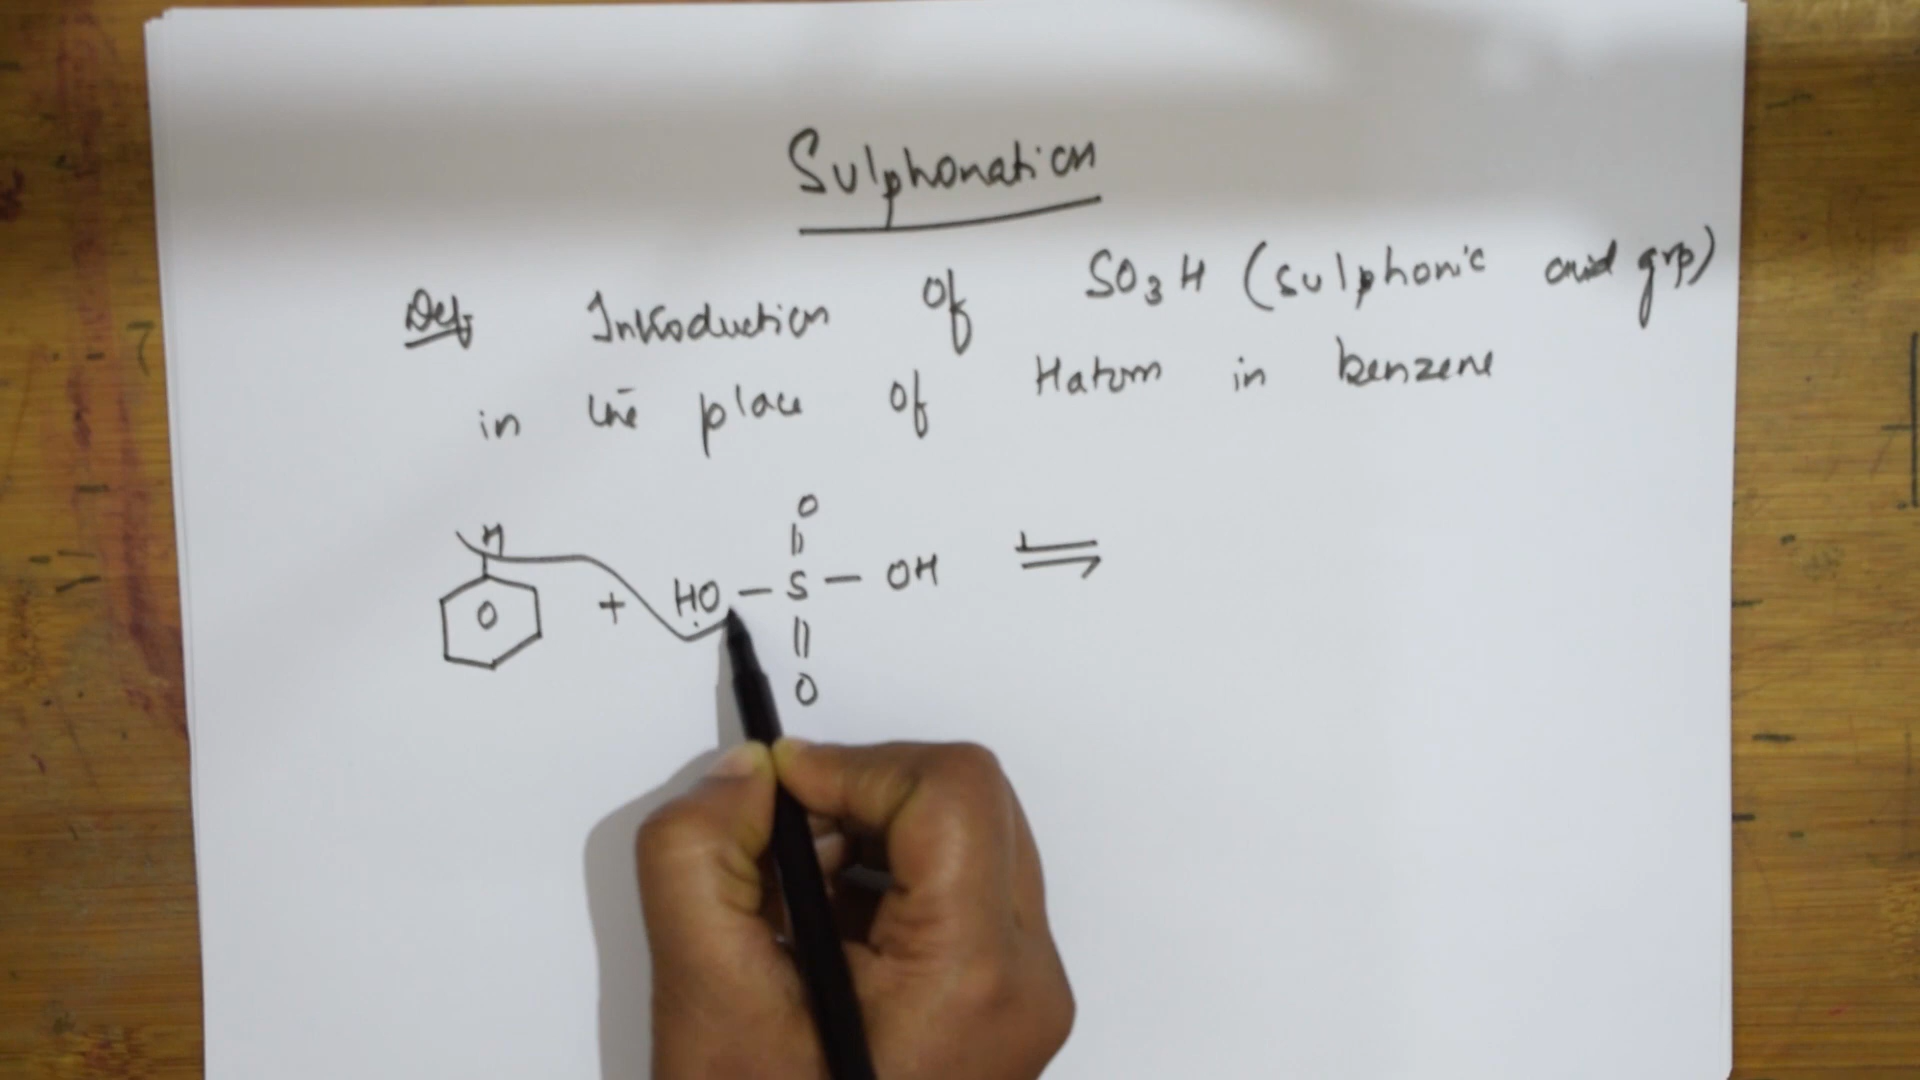 Sulphonation
Def Introduction of SO3H (sulphonic acid grp)
in the place of H atom in benzene
H
O + HO - S - OH ⇌
O
O